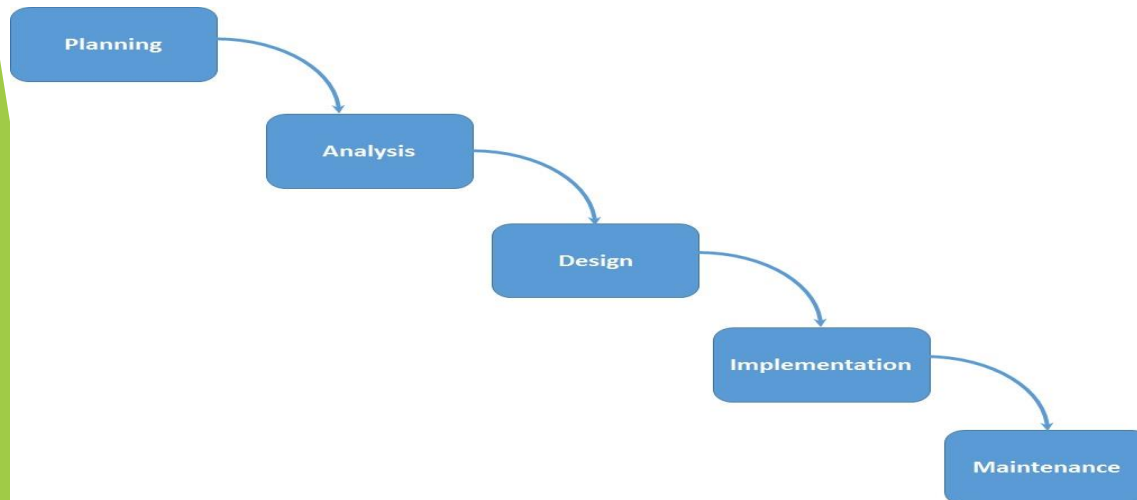 Planning
Analysis
Design
Implementation
Maintenance